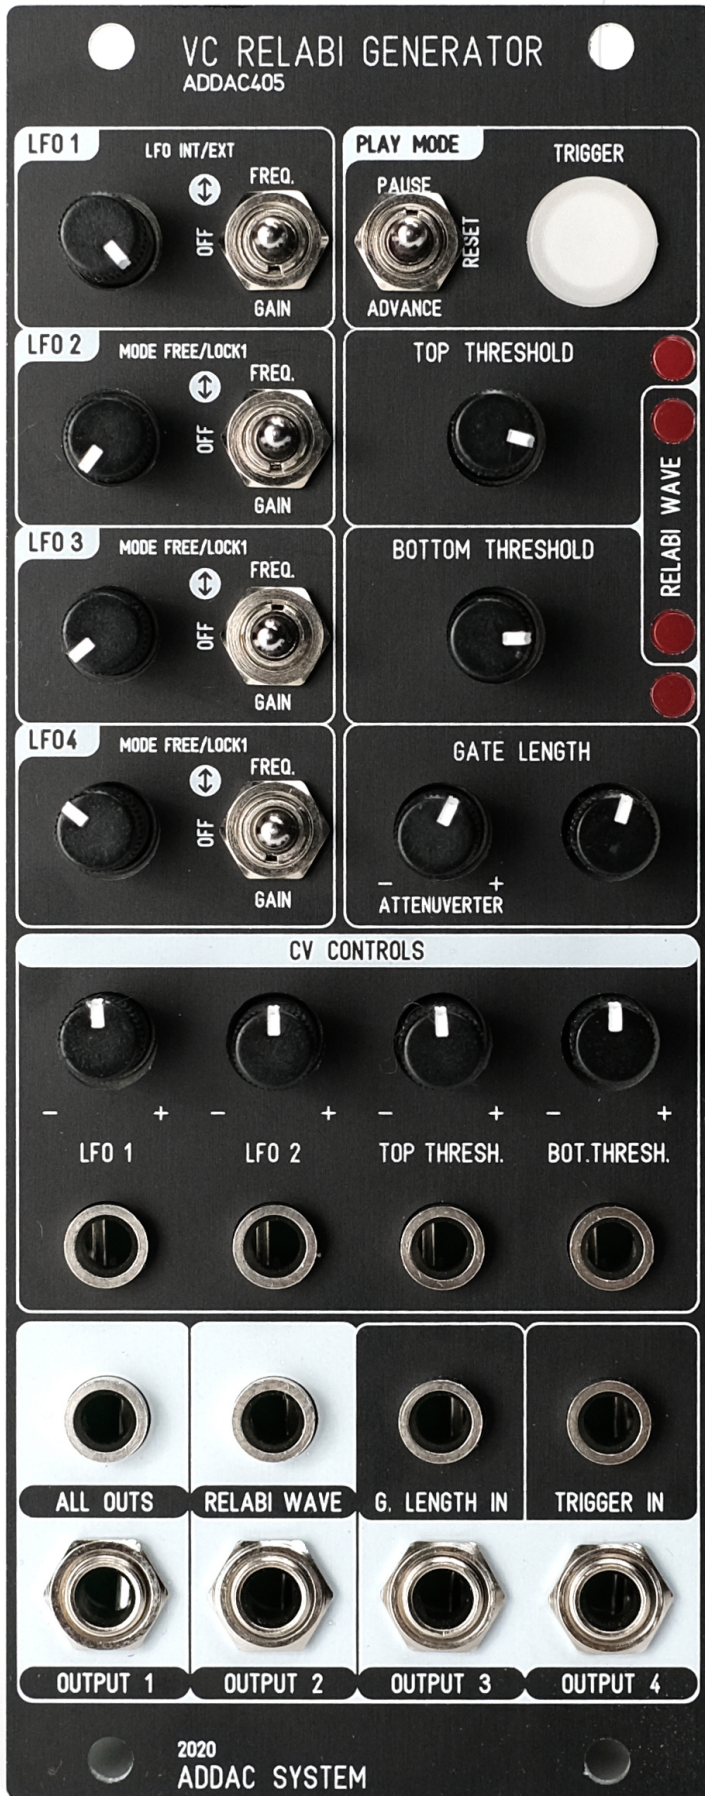 VC RELABI GENERATOR
ADDAC405
LFO 1
LFO INT/EXT
FREQ.
OFF
GAIN
PLAY MODE
PAUSE
RESET
ADVANCE
TRIGGER
LFO 2
MODE FREE/LOCK1
FREQ.
OFF
GAIN
TOP THRESHOLD
RELABI WAVE
LFO 3
MODE FREE/LOCK1
FREQ.
OFF
GAIN
BOTTOM THRESHOLD
LFO4
MODE FREE/LOCK1
FREQ.
OFF
GAIN
GATE LENGTH
- +
ATTENUVERTER
CV CONTROLS
- + - + - + - +
LFO 1 LFO 2 TOP THRESH. BOT.THRESH.
ALL OUTS RELABI WAVE G. LENGTH IN TRIGGER IN
OUTPUT 1 OUTPUT 2 OUTPUT 3 OUTPUT 4
2020
ADDAC SYSTEM